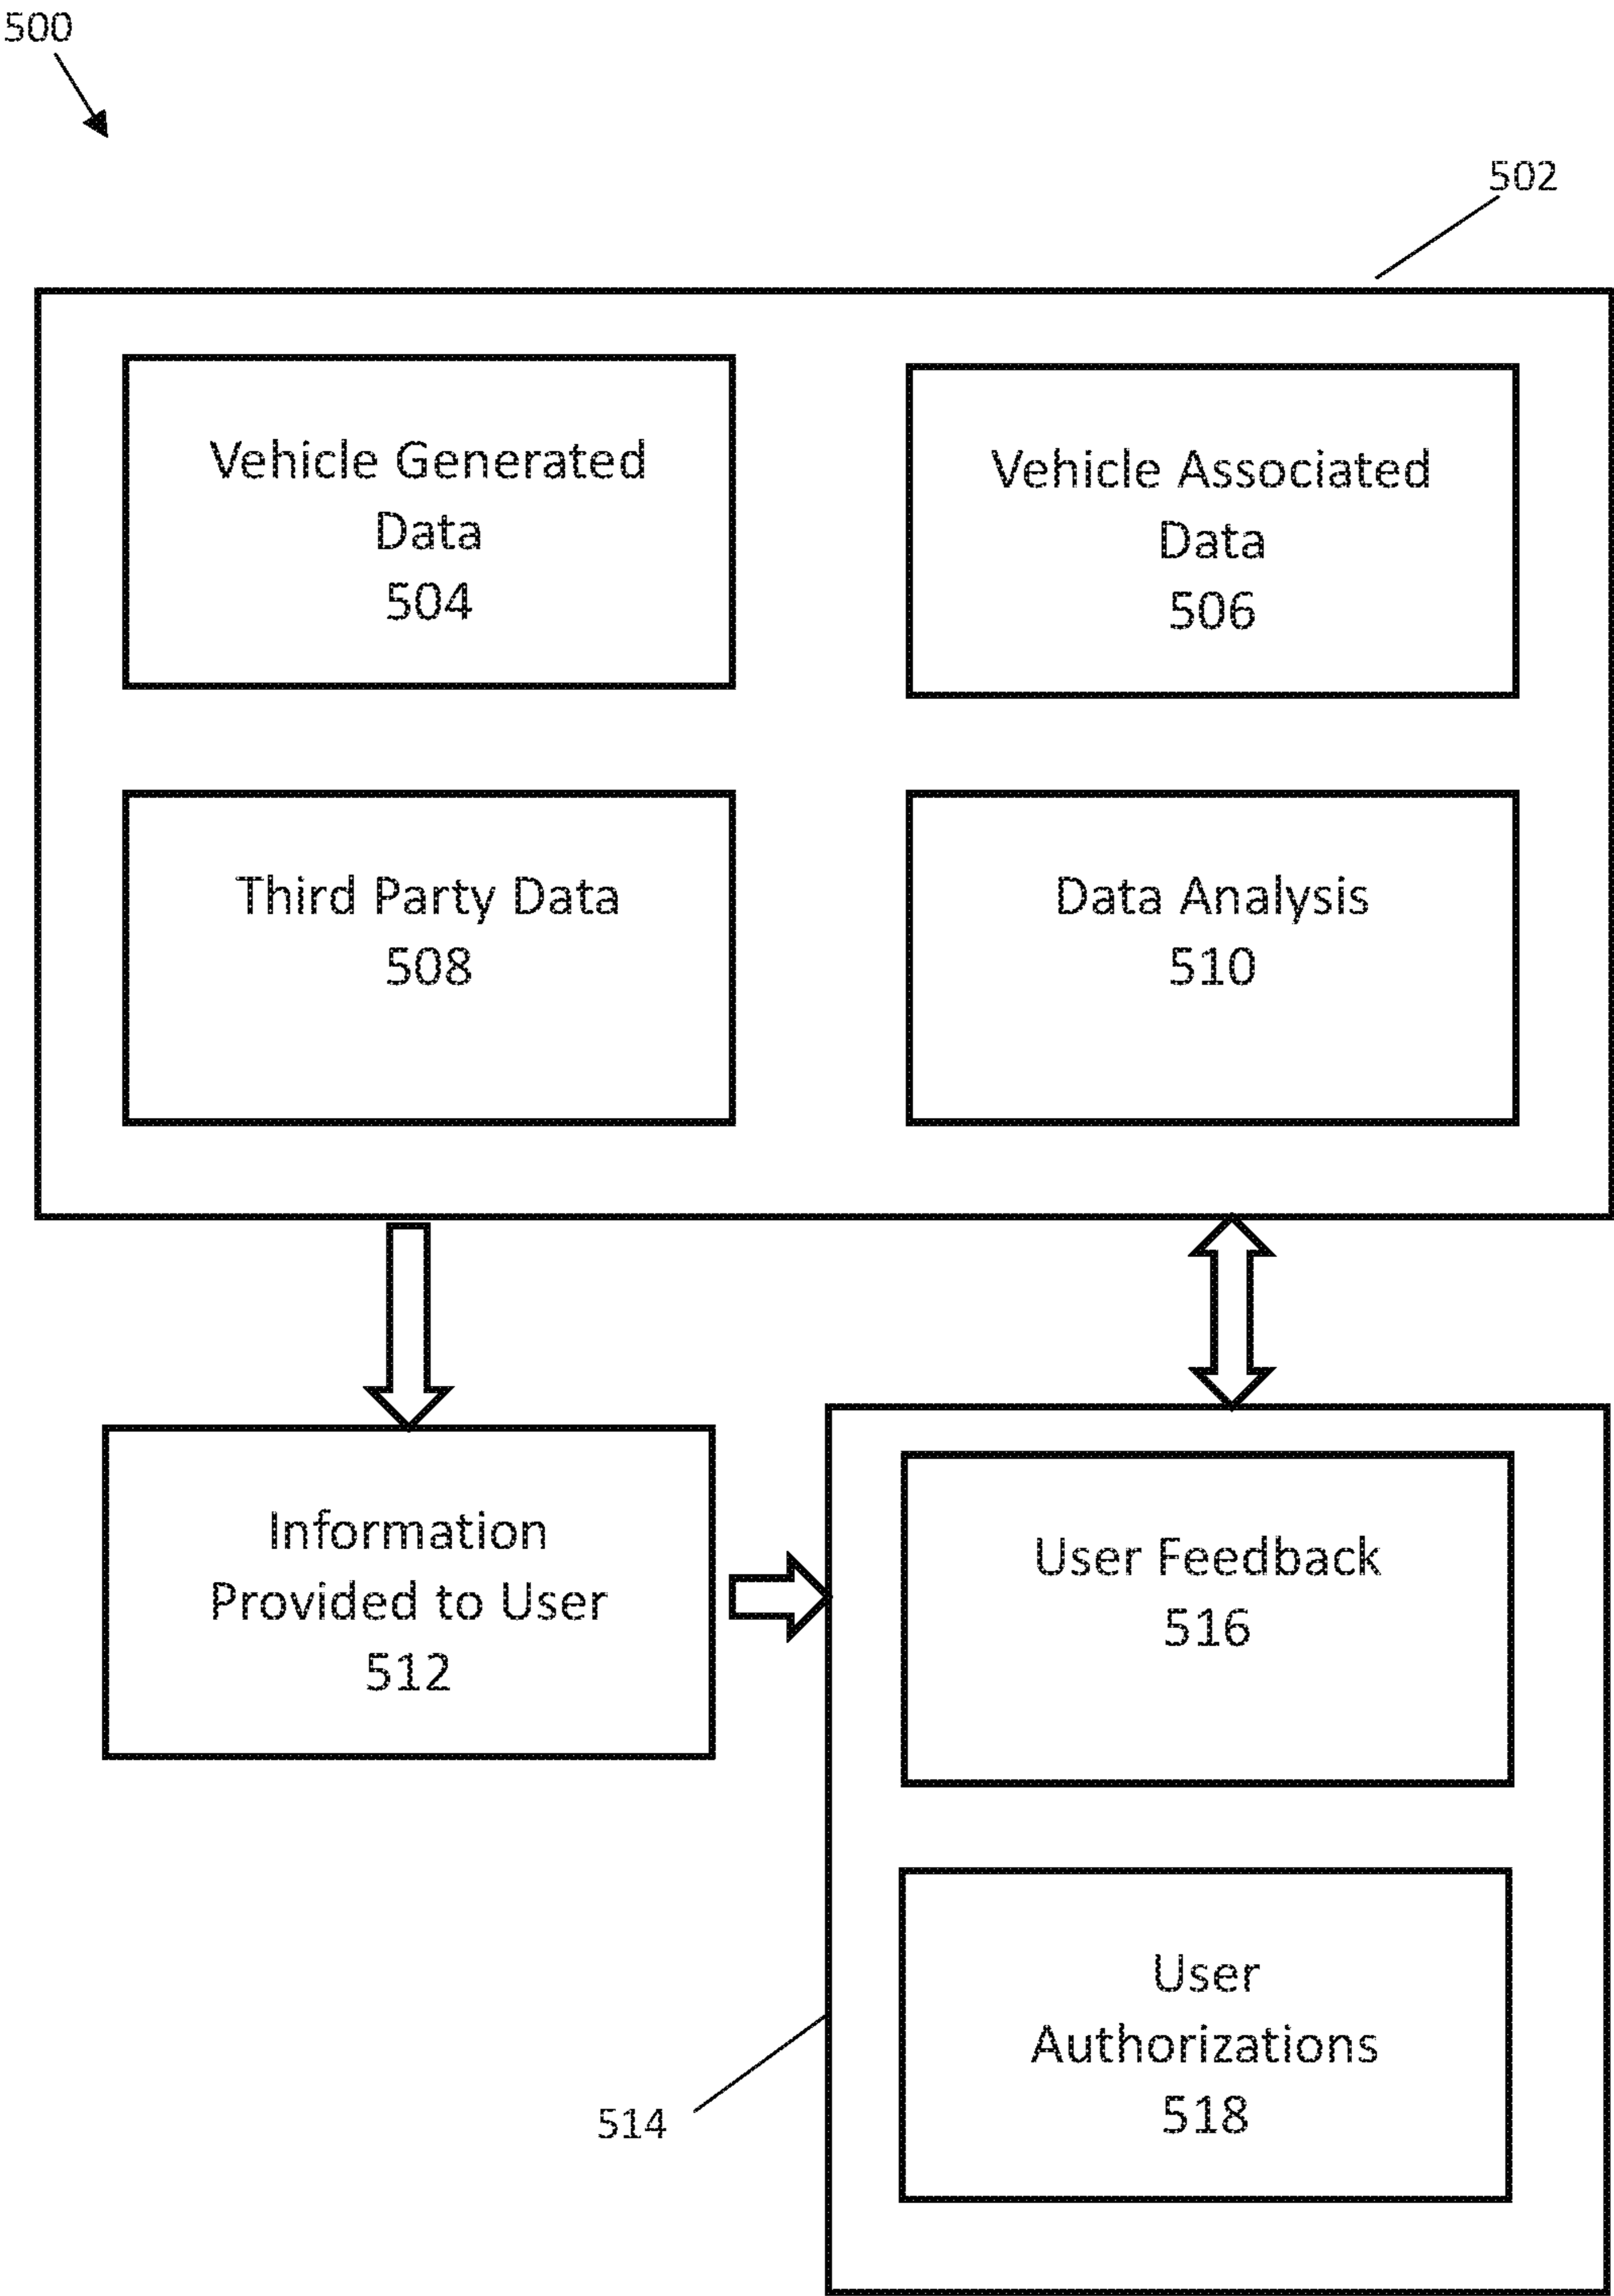 500
502
Vehicle Generated
Data
504
Vehicle Associated
Data
506
Third Party Data
508
Data Analysis
510
Information
Provided to User
512
User Feedback
516
User
Authorizations
518
514